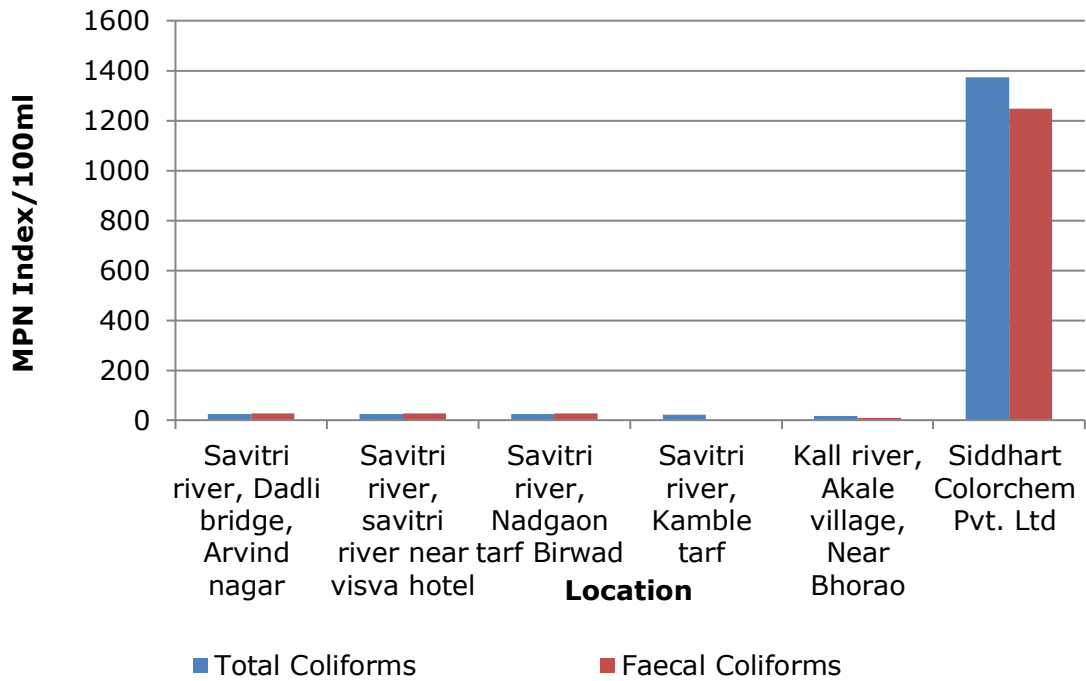 MPN Index/100ml
1600
1400
1200
1000
800
600
400
200
0
Savitri
river, Dadli
bridge,
Arvind
nagar
Savitri
river,
savitri
river near
visva hotel
Savitri
river,
Nadgaon
tarf Birwad
Savitri
river,
Kamble
tarf
Kall river,
Akale
village,
Near
Bhorao
Siddhart
Colorchem
Pvt. Ltd
Location
Total Coliforms
Faecal Coliforms